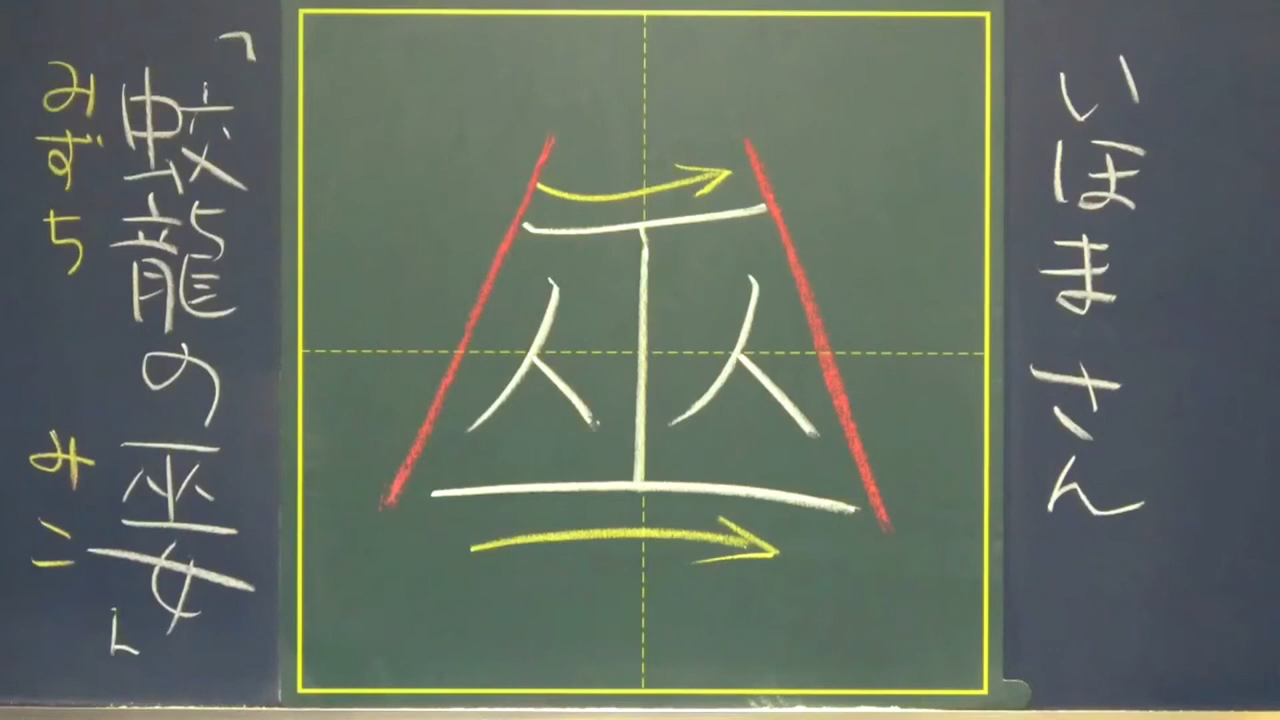 いほまさん
巫
「蛟龍の巫女」
みずち
みこ